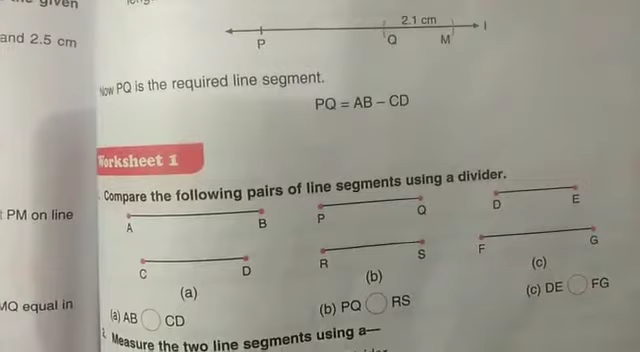 given
and 2.5 cm
2.1 cm
l
P
Q
M
Now PQ is the required line segment.
PQ = AB – CD
Worksheet 1
PM on line
Compare the following pairs of line segments using a divider.
A
B
P
Q
D
E
C
D
R
S
F
G
(a)
(b)
(c)
MQ equal in
(a) AB CD
(b) PQ RS
(c) DE FG
2. Measure the two line segments using a—